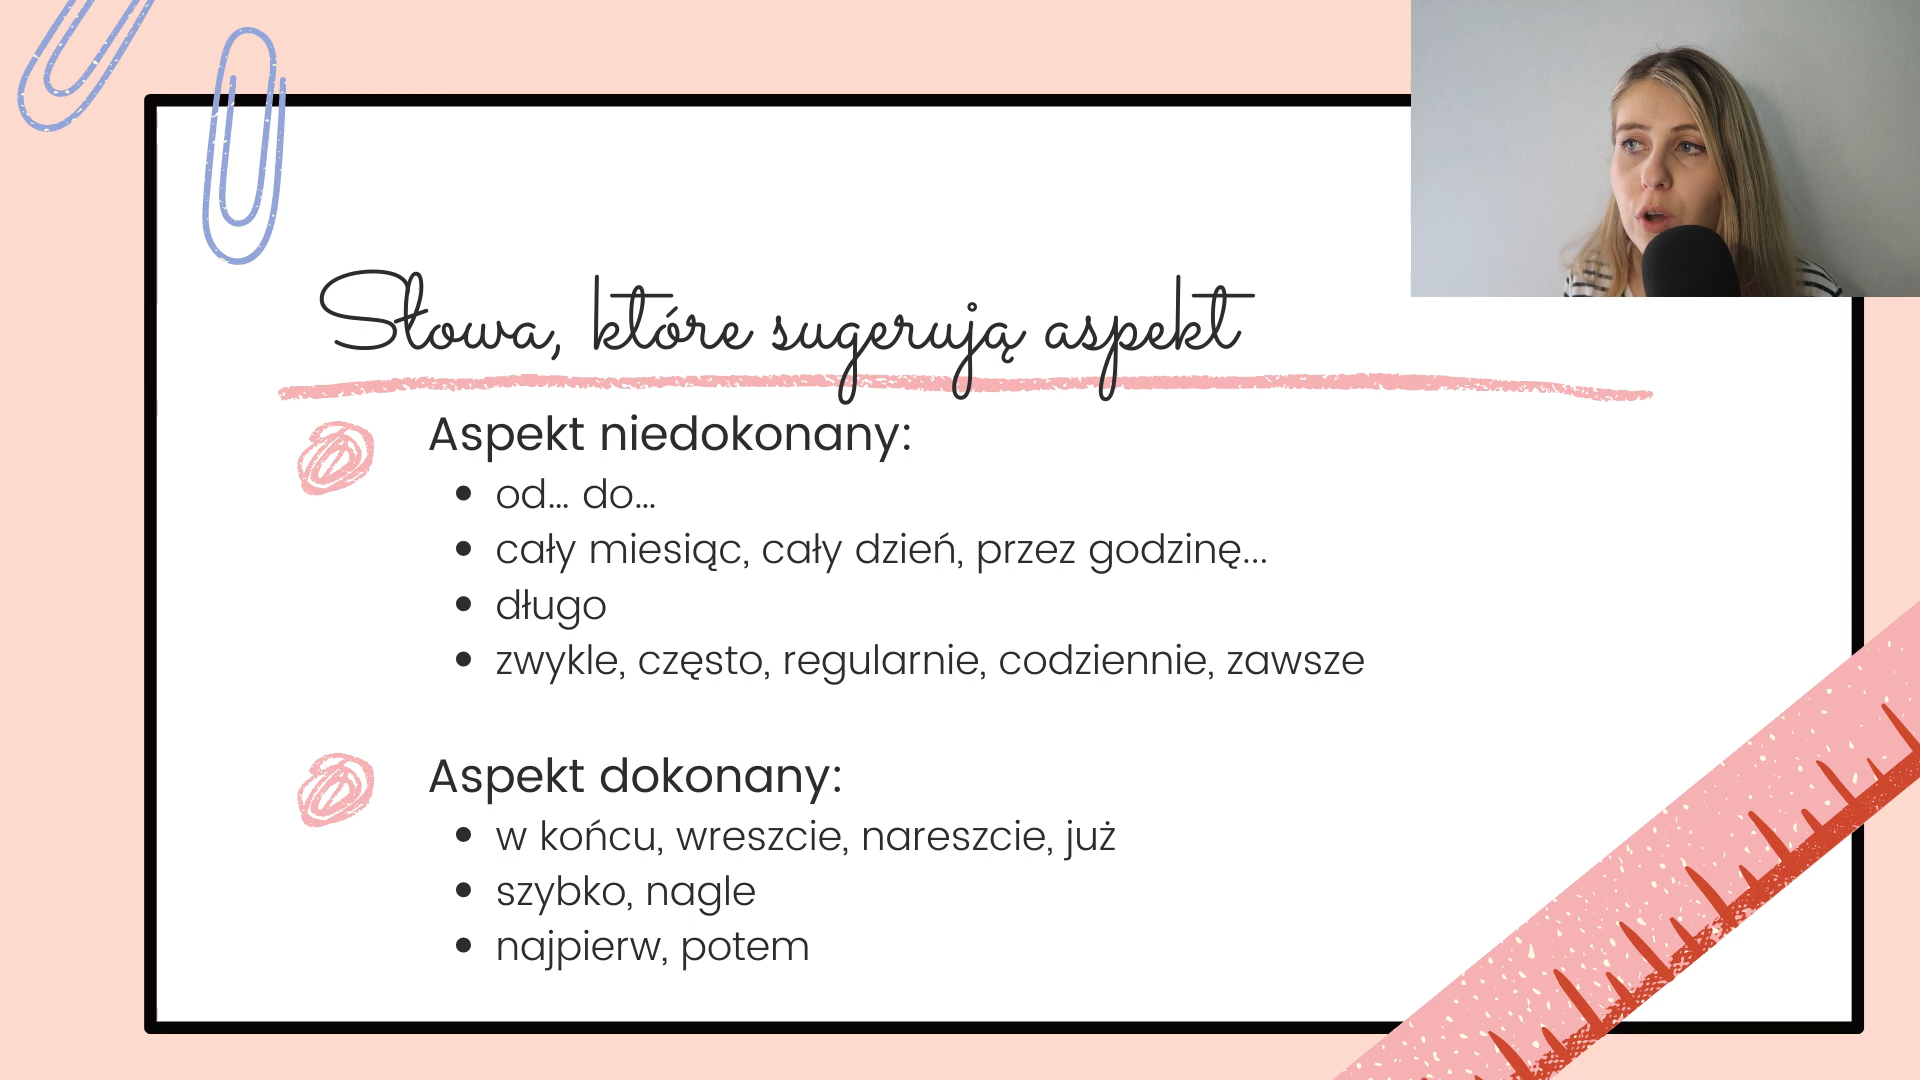 Słowa, które sugerują aspekt
Aspekt niedokonany:
• od... do...
• cały miesiąc, cały dzień, przez godzinę...
• długo
• zwykle, często, regularnie, codziennie, zawsze
Aspekt dokonany:
• w końcu, wreszcie, nareszcie, już
• szybko, nagle
• najpierw, potem